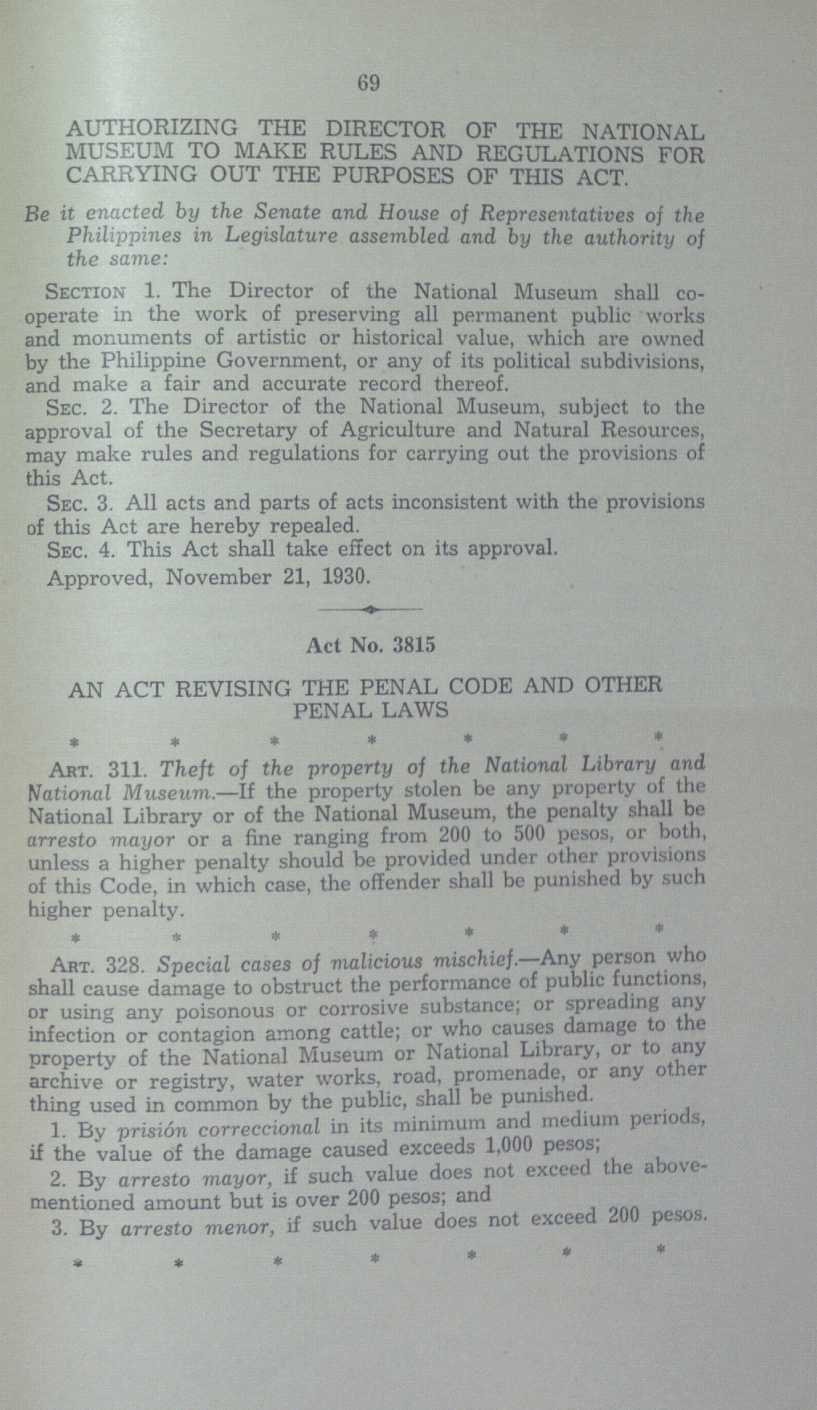 69
AUTHORIZING THE DIRECTOR OF THE NATIONAL
MUSEUM TO MAKE RULES AND REGULATIONS FOR
CARRYING OUT THE PURPOSES OF THIS ACT.
Be it enacted by the Senate and House of Representatives of the
Philippines in Legislature assembled and by the authority of
the same:
SECTION 1. The Director of the National Museum shall co-
operate in the work of preserving all permanent public works
and monuments of artistic or historical value, which are owned
by the Philippine Government, or any of its political subdivisions,
and make a fair and accurate record thereof.
SEC. 2. The Director of the National Museum, subject to the
approval of the Secretary of Agriculture and Natural Resources,
may make rules and regulations for carrying out the provisions of
this Act.
SEC. 3. All acts and parts of acts inconsistent with the provisions
of this Act are hereby repealed.
SEC. 4. This Act shall take effect on its approval.
Approved, November 21, 1930.
Act No. 3815
AN ACT REVISING THE PENAL CODE AND OTHER
PENAL LAWS
* * * * * * *
ART. 311. Theft of the property of the National Library and
National Museum.—If the property stolen be any property of the
National Library or of the National Museum, the penalty shall be
arresto mayor or a fine ranging from 200 to 500 pesos, or both,
unless a higher penalty should be provided under other provisions
of this Code, in which case, the offender shall be punished by such
higher penalty.
* * * * * * *
ART. 328. Special cases of malicious mischief.—Any person who
shall cause damage to obstruct the performance of public functions,
or using any poisonous or corrosive substance; or spreading any
infection or contagion among cattle; or who causes damage to the
property of the National Museum or National Library, or to any
archive or registry, water works, road, promenade, or any other
thing used in common by the public, shall be punished.
1. By prisión correccional in its minimum and medium periods,
if the value of the damage caused exceeds 1,000 pesos;
2. By arresto mayor, if such value does not exceed the above-
mentioned amount but is over 200 pesos; and
3. By arresto menor, if such value does not exceed 200 pesos.
* * * * * * *